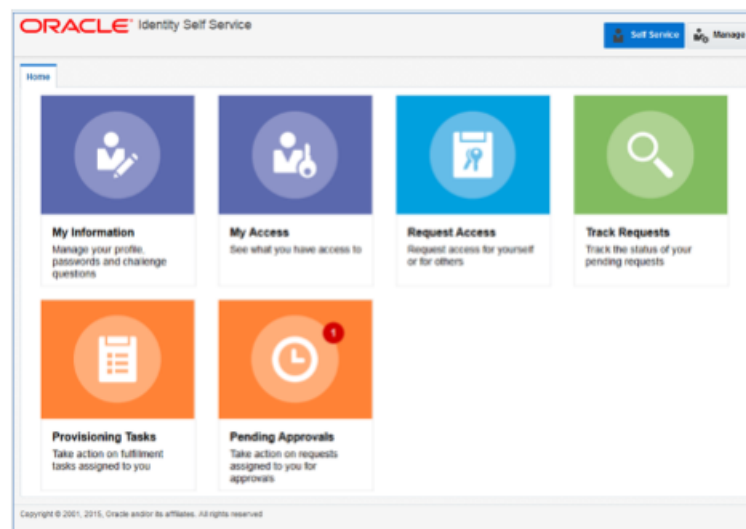 ORACLE® Identity Self Service
Self Service
Manage
Home
My Information
Manage your profile,
passwords and challenge
questions
My Access
See what you have access to
Request Access
Request access for yourself
or for others
Track Requests
Track the status of your
pending requests
Provisioning Tasks
Take action on fulfillment
tasks assigned to you
Pending Approvals
Take action on requests
assigned to you for
approvals
Copyright © 2001, 2015, Oracle and/or its affiliates. All rights reserved